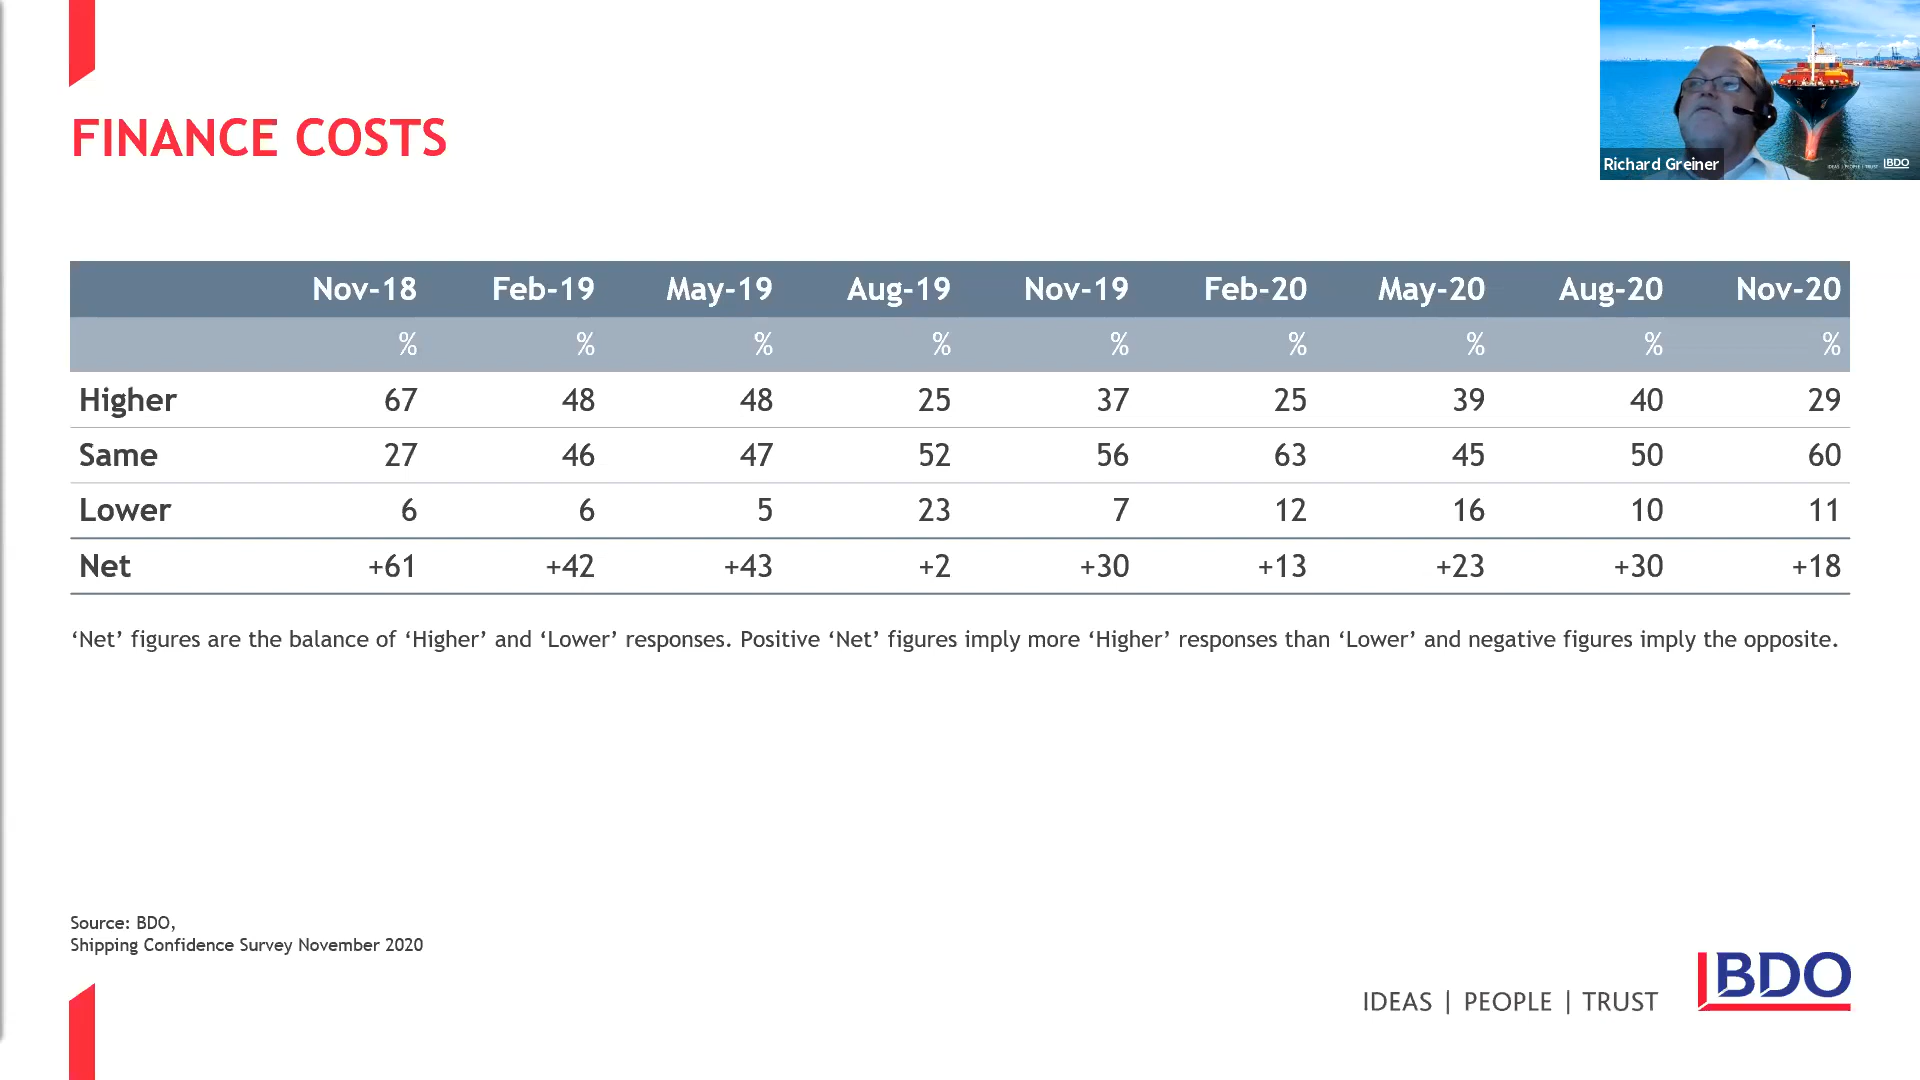 FINANCE COSTS
Richard Greiner
IDEAS | PEOPLE | TRUST BDO
Nov-18 Feb-19 May-19 Aug-19 Nov-19 Feb-20 May-20 Aug-20 Nov-20
% % % % % % % % %
Higher 67 48 48 25 37 25 39 40 29
Same 27 46 47 52 56 63 45 50 60
Lower 6 6 5 23 7 12 16 10 11
Net +61 +42 +43 +2 +30 +13 +23 +30 +18
‘Net’ figures are the balance of ‘Higher’ and ‘Lower’ responses. Positive ‘Net’ figures imply more ‘Higher’ responses than ‘Lower’ and negative figures imply the opposite.
Source: BDO,
Shipping Confidence Survey November 2020
IDEAS | PEOPLE | TRUST BDO